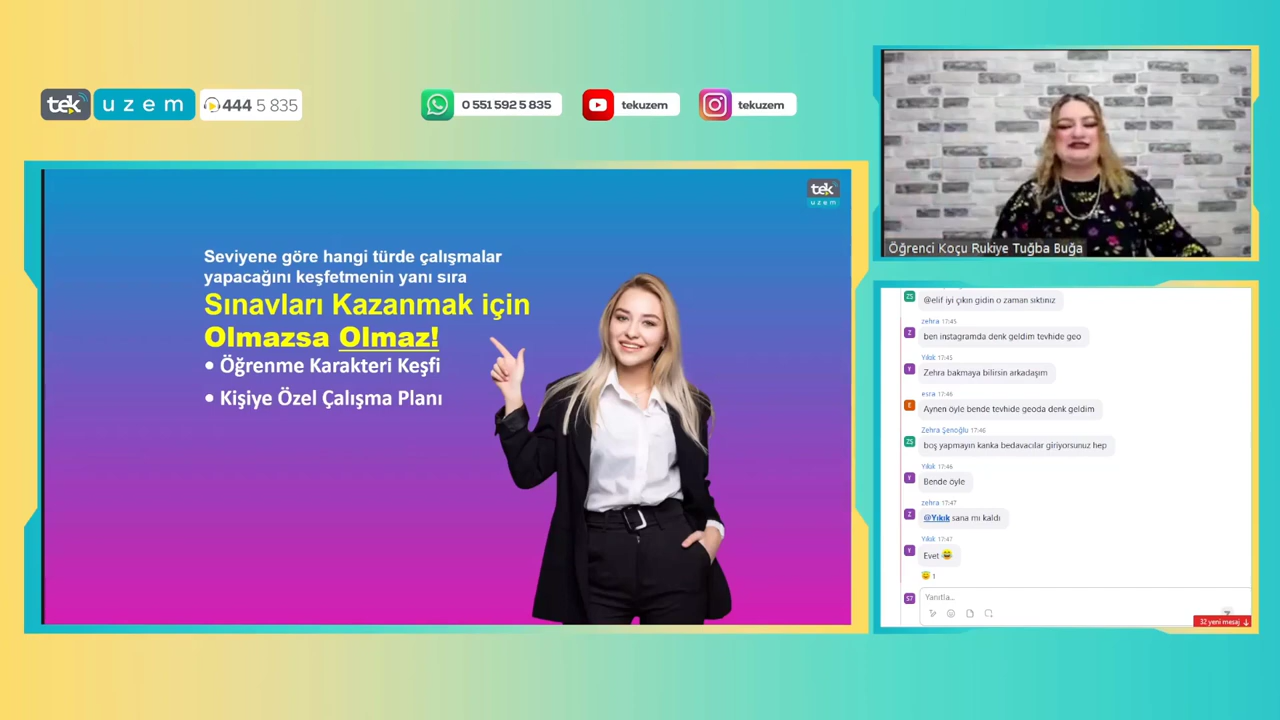 tek uzem 444 5 835
0 551 592 5 835
tekuzem
tekuzem
tek
uzem
Seviyene göre hangi türde çalışmalar
yapacağını keşfetmenin yanı sıra
Sınavları Kazanmak için
Olmazsa Olmaz!
• Öğrenme Karakteri Keşfi
• Kişiye Özel Çalışma Planı
Öğrenci Koçu Rukiye Tuğba Buğa
ZS
@elif iyi çıkın gidin o zaman sıktınız
zehra 17:45
Z
ben instagramda denk geldim tevhide geo
Yıkık 17:45
Y
Zehra bakmaya bilirsin arkadaşım
esra 17:46
E
Aynen öyle bende tevhide geoda denk geldim
Zehra Şenoğlu 17:46
ZS
boş yapmayın kanka bedavacılar giriyorsunuz hep
Yıkık 17:46
Y
Bende öyle
zehra 17:47
Z
@Yıkık sana mı kaldı
Yıkık 17:47
Y
Evet 😂
😇 1
Yanıtla...
32 yeni mesaj ↓